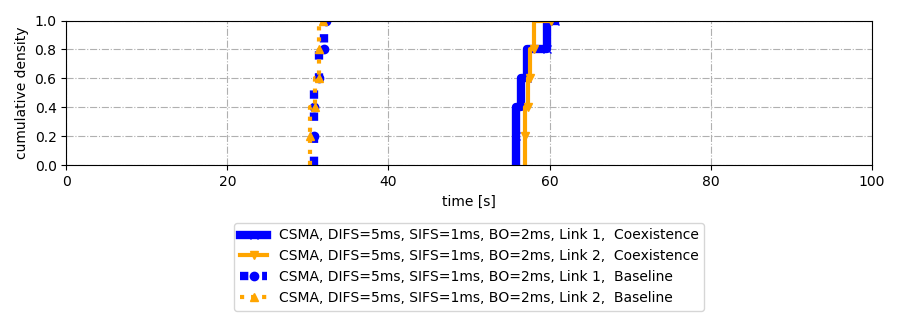 1.0
0.8
0.6
0.4
0.2
0.0
cumulative density
0 20 40 60 80 100
time [s]
CSMA, DIFS=5ms, SIFS=1ms, BO=2ms, Link 1,  Coexistence
CSMA, DIFS=5ms, SIFS=1ms, BO=2ms, Link 2,  Coexistence
CSMA, DIFS=5ms, SIFS=1ms, BO=2ms, Link 1,  Baseline
CSMA, DIFS=5ms, SIFS=1ms, BO=2ms, Link 2,  Baseline